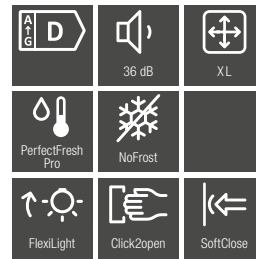 A
G
D
36 dB
XL
PerfectFresh
Pro
NoFrost
FlexiLight
Click2open
SoftClose